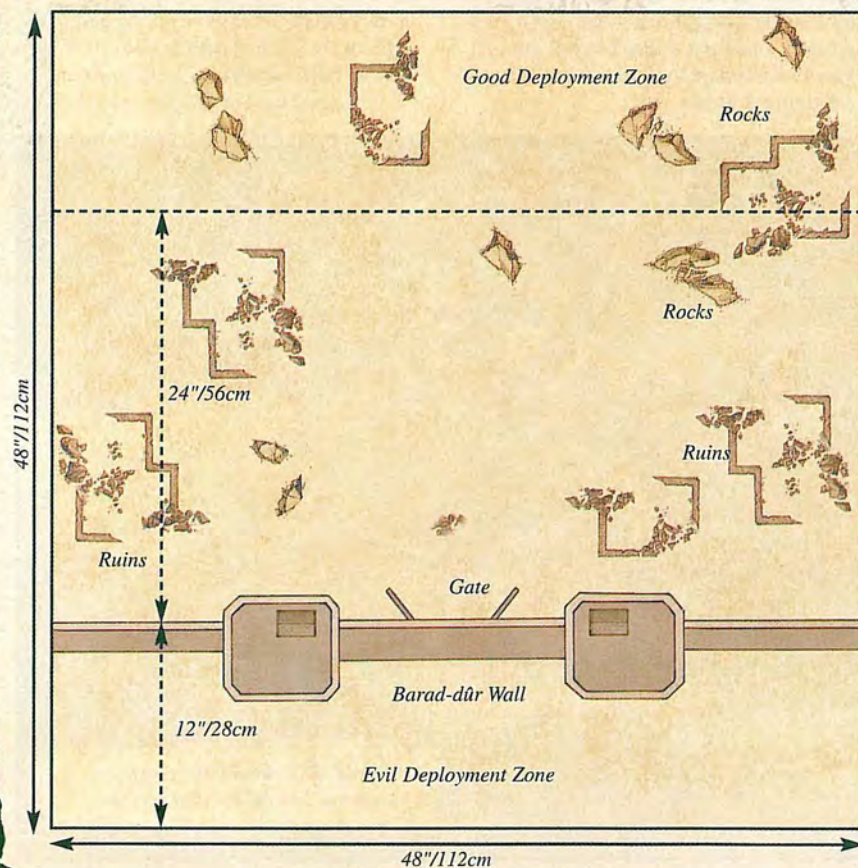 Good Deployment Zone
Rocks
Rocks
24"/56cm
48"/112cm
Ruins
Ruins
Gate
Barad-dûr Wall
12"/28cm
Evil Deployment Zone
48"/112cm